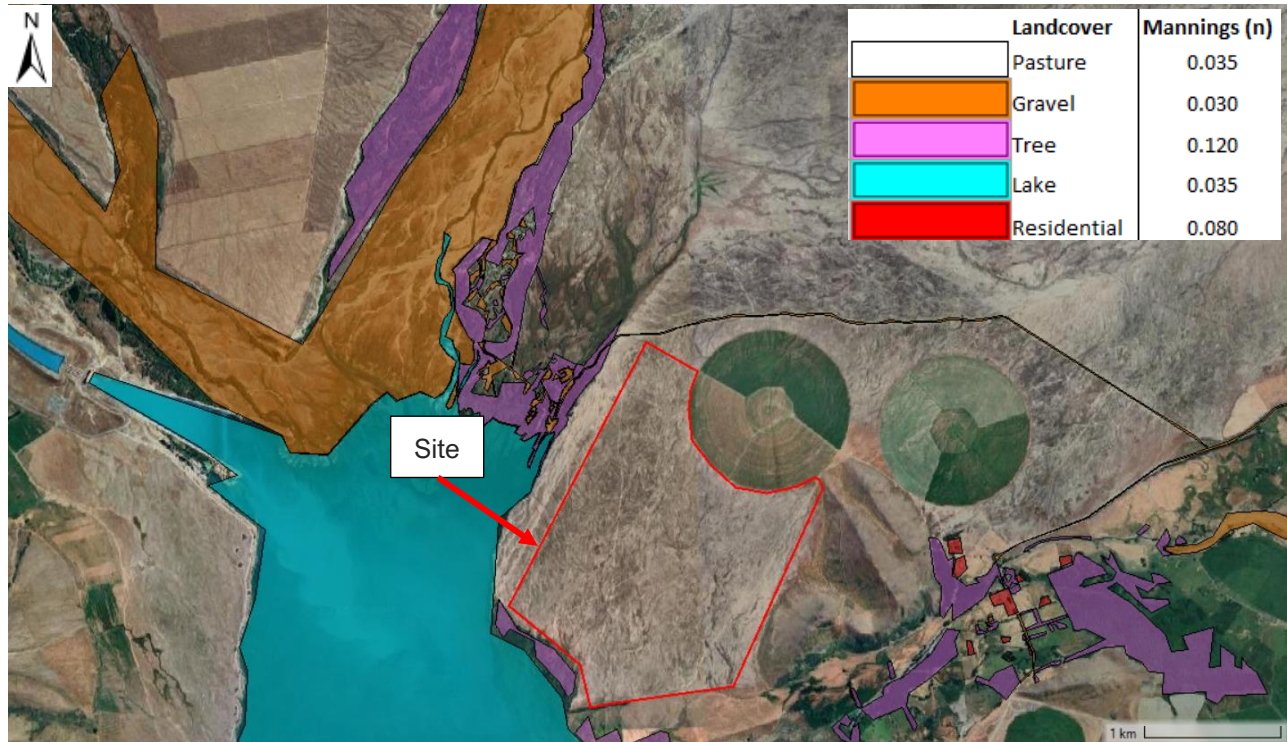 N
Landcover Mannings (n)
Pasture 0.035
Gravel 0.030
Tree 0.120
Lake 0.035
Residential 0.080
Site
1 km